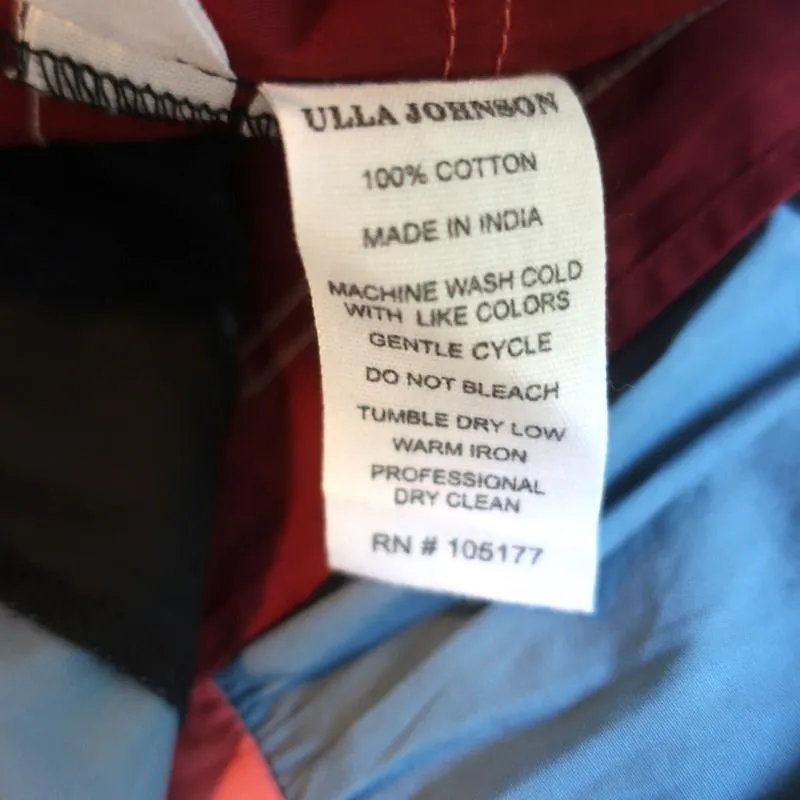 ULLA JOHNSON
100% COTTON
MADE IN INDIA
MACHINE WASH COLD
WITH LIKE COLORS
GENTLE CYCLE
DO NOT BLEACH
TUMBLE DRY LOW
WARM IRON
PROFESSIONAL
DRY CLEAN
RN # 105177